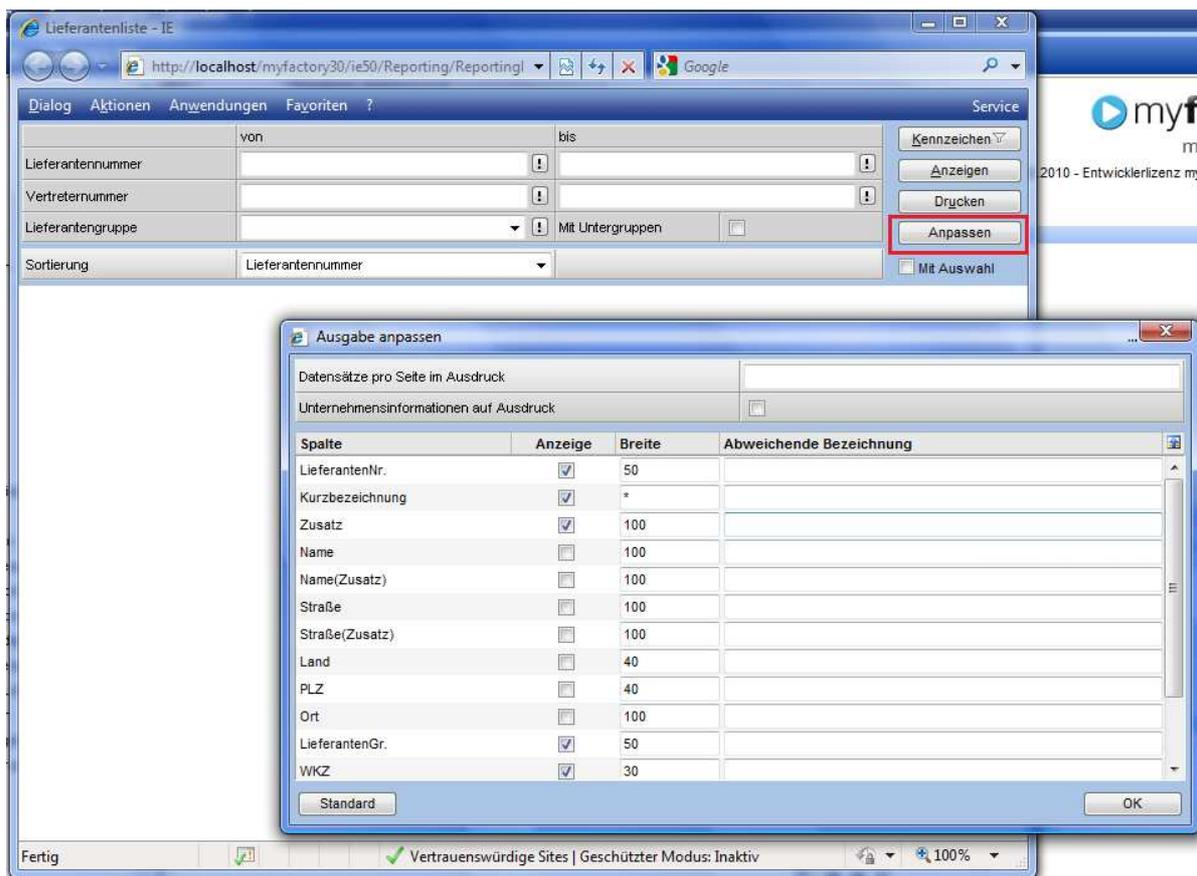 Lieferantenliste - IE
http://localhost/myfactory30/ie50/Reporting/Reporting
Google
Dialog Aktionen Anwendungen Favoriten ? Service
von bis
Kennzeichen
Lieferantennummer ! !
Anzeigen
Vertreternummer ! !
Drucken
Lieferantengruppe ! Mit Untergruppen
Anpassen
Sortierung Lieferantennummer
Mit Auswahl
myf
m
.2010 - Entwicklerlizenz my
Ausgabe anpassen ...
Datensätze pro Seite im Ausdruck
Unternehmensinformationen auf Ausdruck
Spalte Anzeige Breite Abweichende Bezeichnung
LieferantenNr. 50
Kurzbezeichnung *
Zusatz 100
Name 100
Name(Zusatz) 100
Straße 100
Straße(Zusatz) 100
Land 40
PLZ 40
Ort 100
LieferantenGr. 50
WKZ 30
Standard OK
Fertig Vertrauenswürdige Sites | Geschützter Modus: Inaktiv 100%